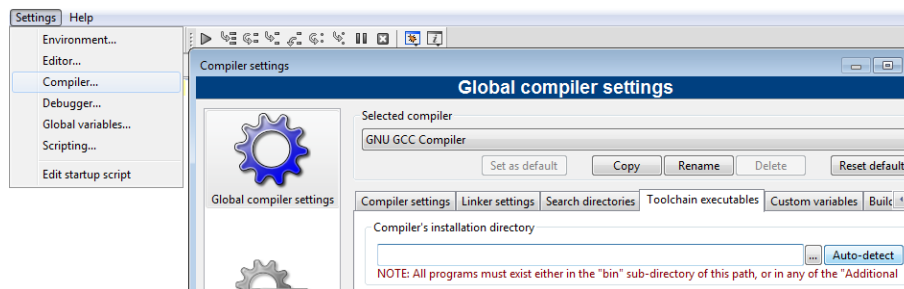 Settings Help
Environment...
Editor...
Compiler...
Debugger...
Global variables...
Scripting...
Edit startup script
Compiler settings
Global compiler settings
Global compiler settings
Selected compiler
GNU GCC Compiler
Set as default Copy Rename Delete Reset default
Compiler settings Linker settings Search directories Toolchain executables Custom variables Builc
Compiler's installation directory
... Auto-detect
NOTE: All programs must exist either in the "bin" sub-directory of this path, or in any of the "Additional